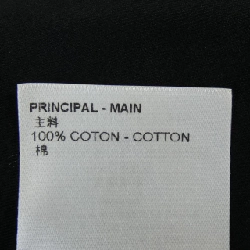 PRINCIPAL - MAIN
主料
100% COTON - COTTON
棉